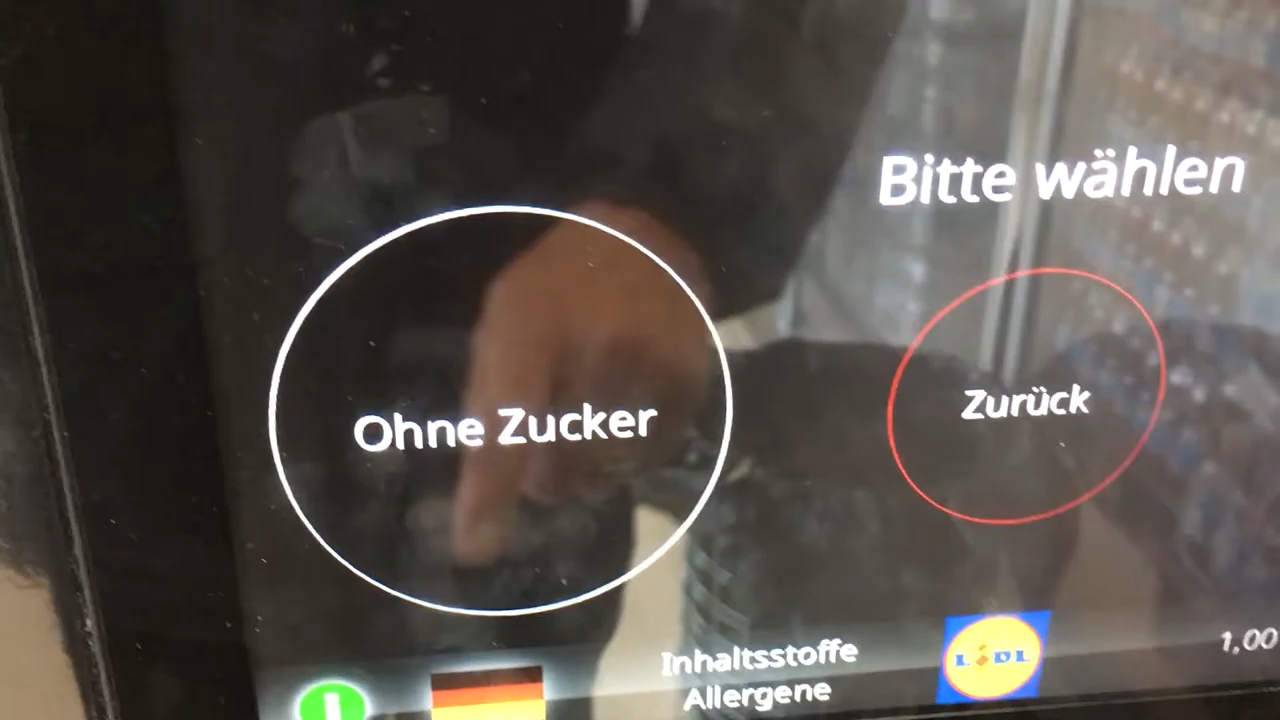 Bitte wählen
Ohne Zucker
Zurück
Inhaltsstoffe
Allergene
LIDL
1,00
i